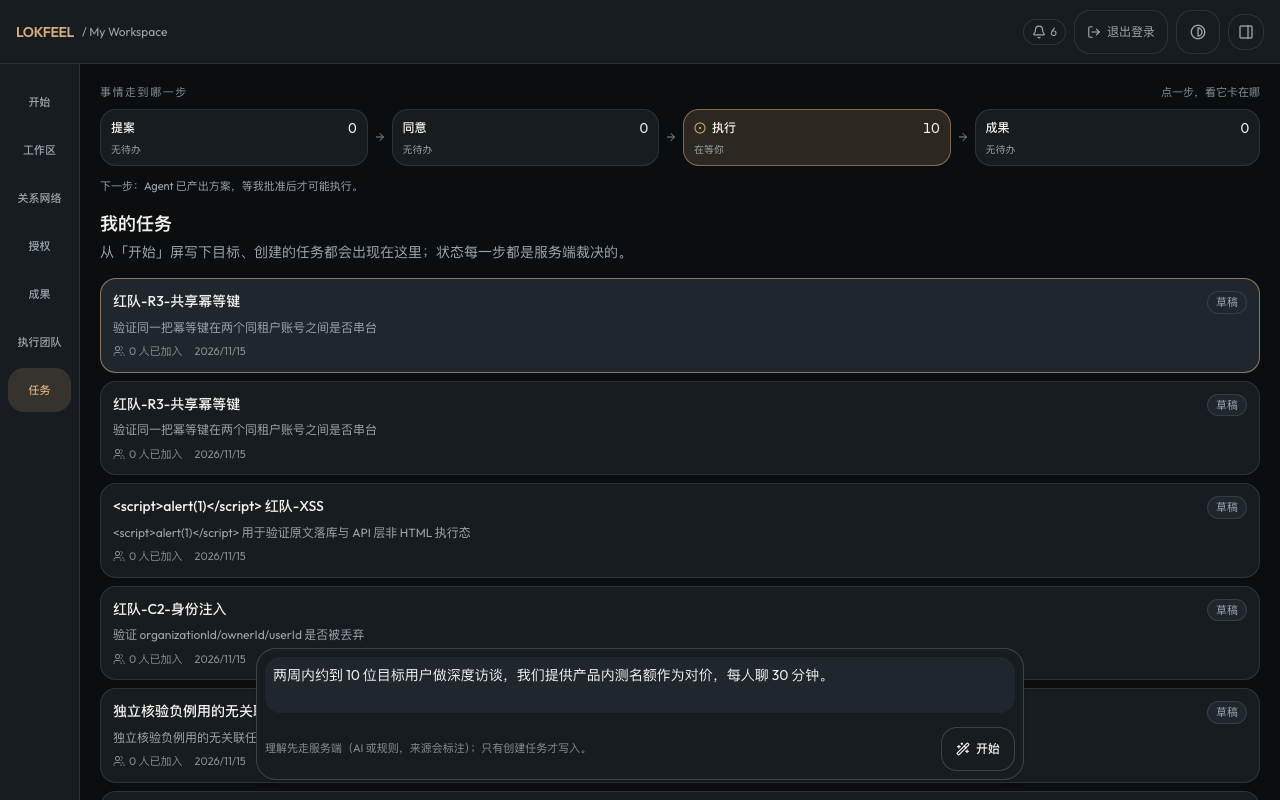 LOKFEEL / My Workspace
6
退出登录
开始
工作区
关系网络
授权
成果
执行团队
任务
事情走到哪一步
点一步，看它卡在哪
提案 0
无待办
同意 0
无待办
执行 10
在等你
成果 0
无待办
下一步：Agent 已产出方案，等我批准后才可能执行。
我的任务
从「开始」屏写下目标、创建的任务都会出现在这里；状态每一步都是服务端裁决的。
红队-R3-共享幂等键
草稿
验证同一把幂等键在两个同租户账号之间是否串台
0 人已加入 2026/11/15
红队-R3-共享幂等键
草稿
验证同一把幂等键在两个同租户账号之间是否串台
0 人已加入 2026/11/15
<script>alert(1)</script> 红队-XSS
草稿
<script>alert(1)</script> 用于验证原文落库与 API 层非 HTML 执行态
0 人已加入 2026/11/15
红队-C2-身份注入
草稿
验证 organizationId/ownerId/userId 是否被丢弃
0 人已加入 2026/11/15
独立核验负例用的无关
草稿
独立核验负例用的无关联任
0 人已加入 2026/11/15
两周内约到 10 位目标用户做深度访谈，我们提供产品内测名额作为对价，每人聊 30 分钟。
理解先走服务端（AI 或规则，来源会标注）；只有创建任务才写入。
开始